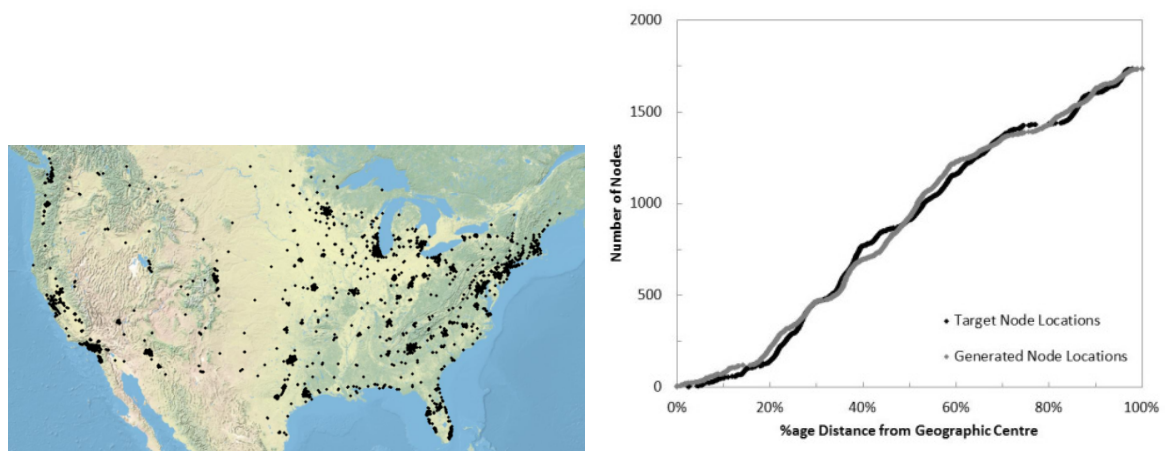 2000
1500
1000
500
0
Number of Nodes
Target Node Locations
Generated Node Locations
0% 20% 40% 60% 80% 100%
%age Distance from Geographic Centre